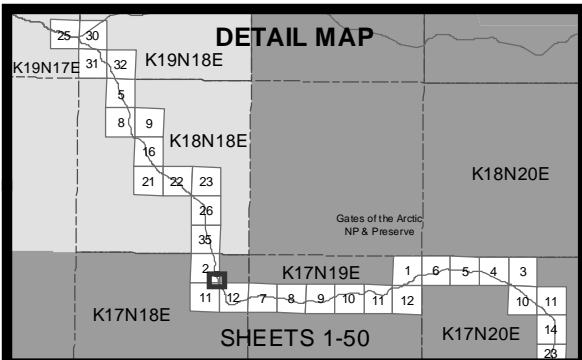 DETAIL MAP
25 30
K19N17E
31 32
K19N18E
5
8 9
K18N18E
16
21 22 23
K18N20E
26
Gates of the Arctic
NP & Preserve
35
2
K17N19E
1 6 5 4 3
11 12 7 8 9 10 11 12
10 11
K17N18E
SHEETS 1-50
K17N20E
14
23